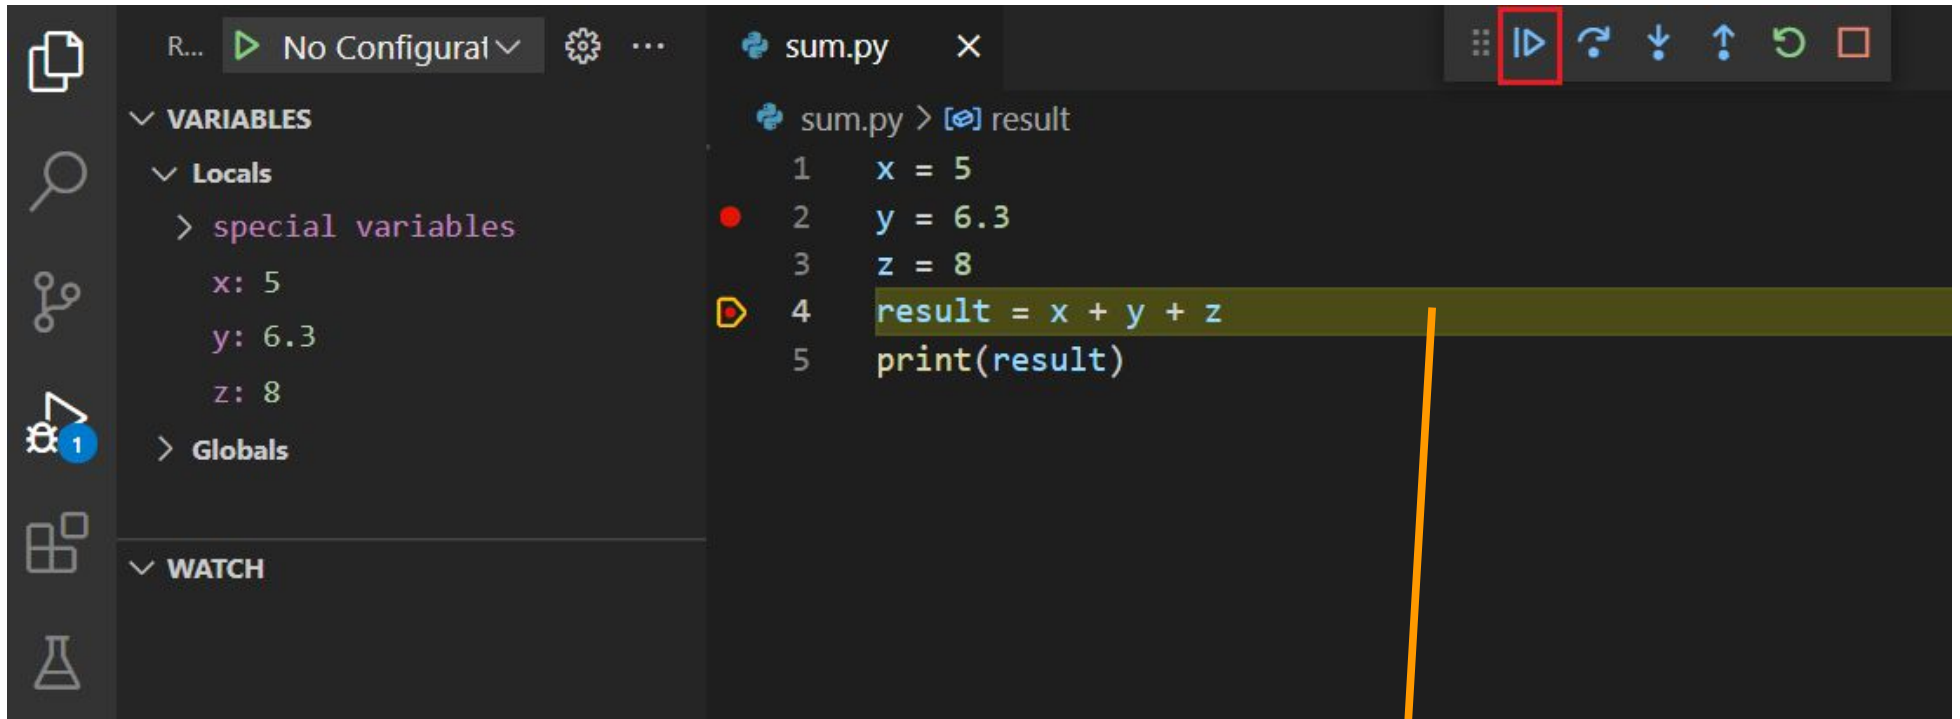 R... No Configurat
VARIABLES
Locals
special variables
x: 5
y: 6.3
z: 8
Globals
WATCH
1
sum.py
sum.py > result
1 x = 5
2 y = 6.3
3 z = 8
4 result = x + y + z
5 print(result)